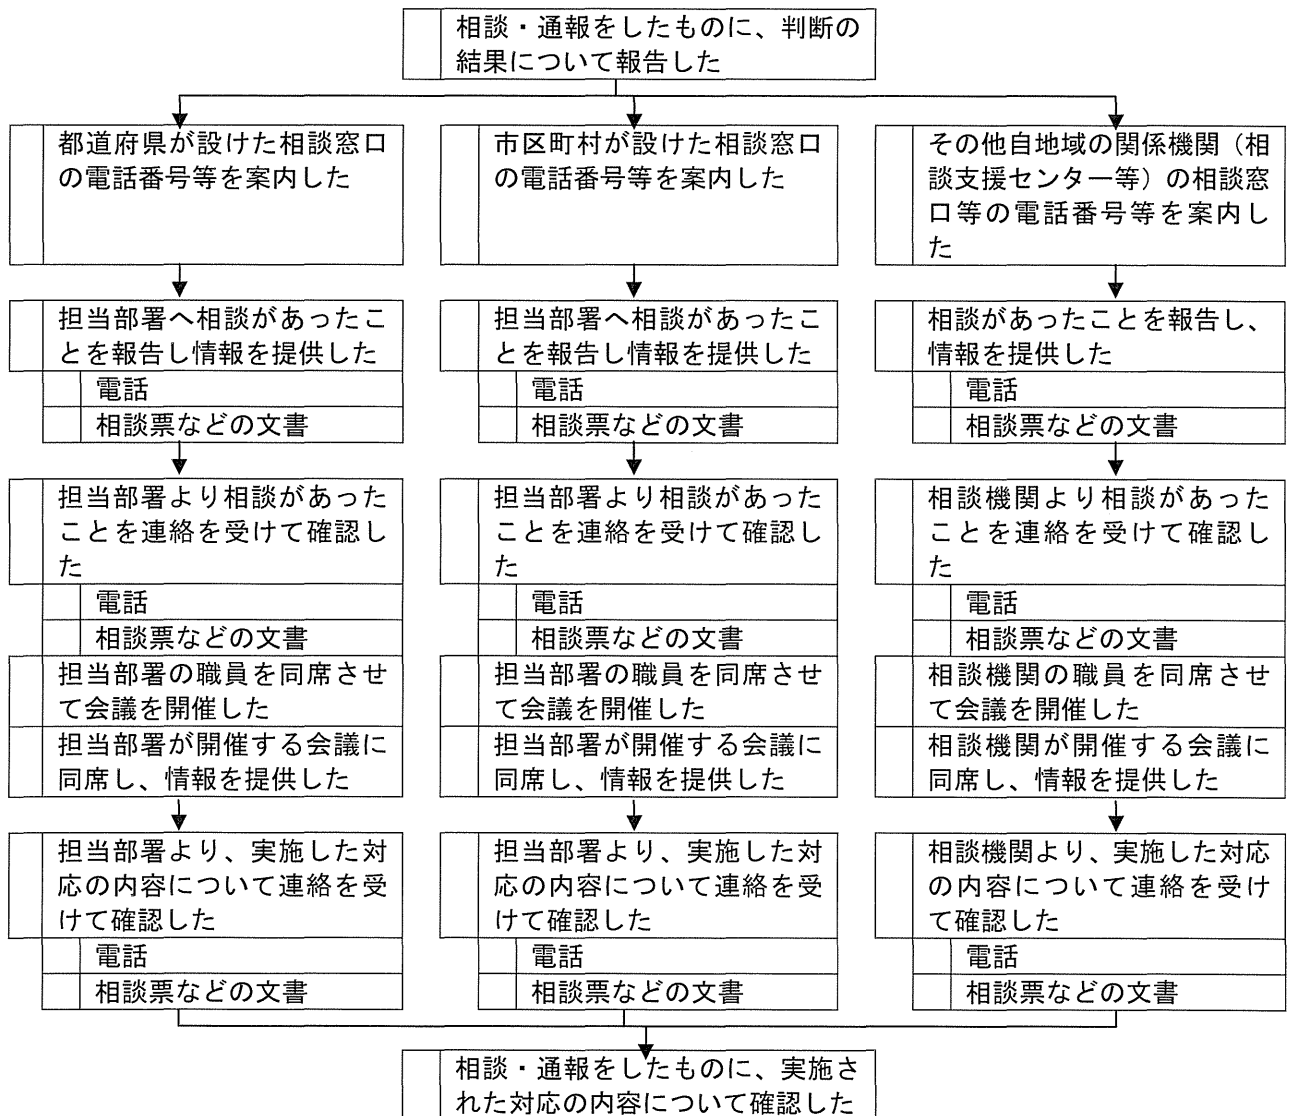 相談・通報をしたものに、判断の
結果について報告した
都道府県が設けた相談窓口
の電話番号等を案内した
市区町村が設けた相談窓口
の電話番号等を案内した
その他自地域の関係機関（相
談支援センター等）の相談窓
口等の電話番号等を案内し
た
担当部署へ相談があったこ
とを報告し情報を提供した
電話
相談票などの文書
担当部署へ相談があったこ
とを報告し情報を提供した
電話
相談票などの文書
相談があったことを報告し、
情報を提供した
電話
相談票などの文書
担当部署より相談があった
ことを連絡を受けて確認し
た
電話
相談票などの文書
担当部署の職員を同席させ
て会議を開催した
担当部署が開催する会議に
同席し、情報を提供した
担当部署より相談があった
ことを連絡を受けて確認し
た
電話
相談票などの文書
担当部署の職員を同席させ
て会議を開催した
担当部署が開催する会議に
同席し、情報を提供した
相談機関より相談があった
ことを連絡を受けて確認し
た
電話
相談票などの文書
相談機関の職員を同席させ
て会議を開催した
相談機関が開催する会議に
同席し、情報を提供した
担当部署より、実施した対
応の内容について連絡を受
けて確認した
電話
相談票などの文書
担当部署より、実施した対
応の内容について連絡を受
けて確認した
電話
相談票などの文書
相談機関より、実施した対応
の内容について連絡を受け
て確認した
電話
相談票などの文書
相談・通報をしたものに、実施さ
れた対応の内容について確認した